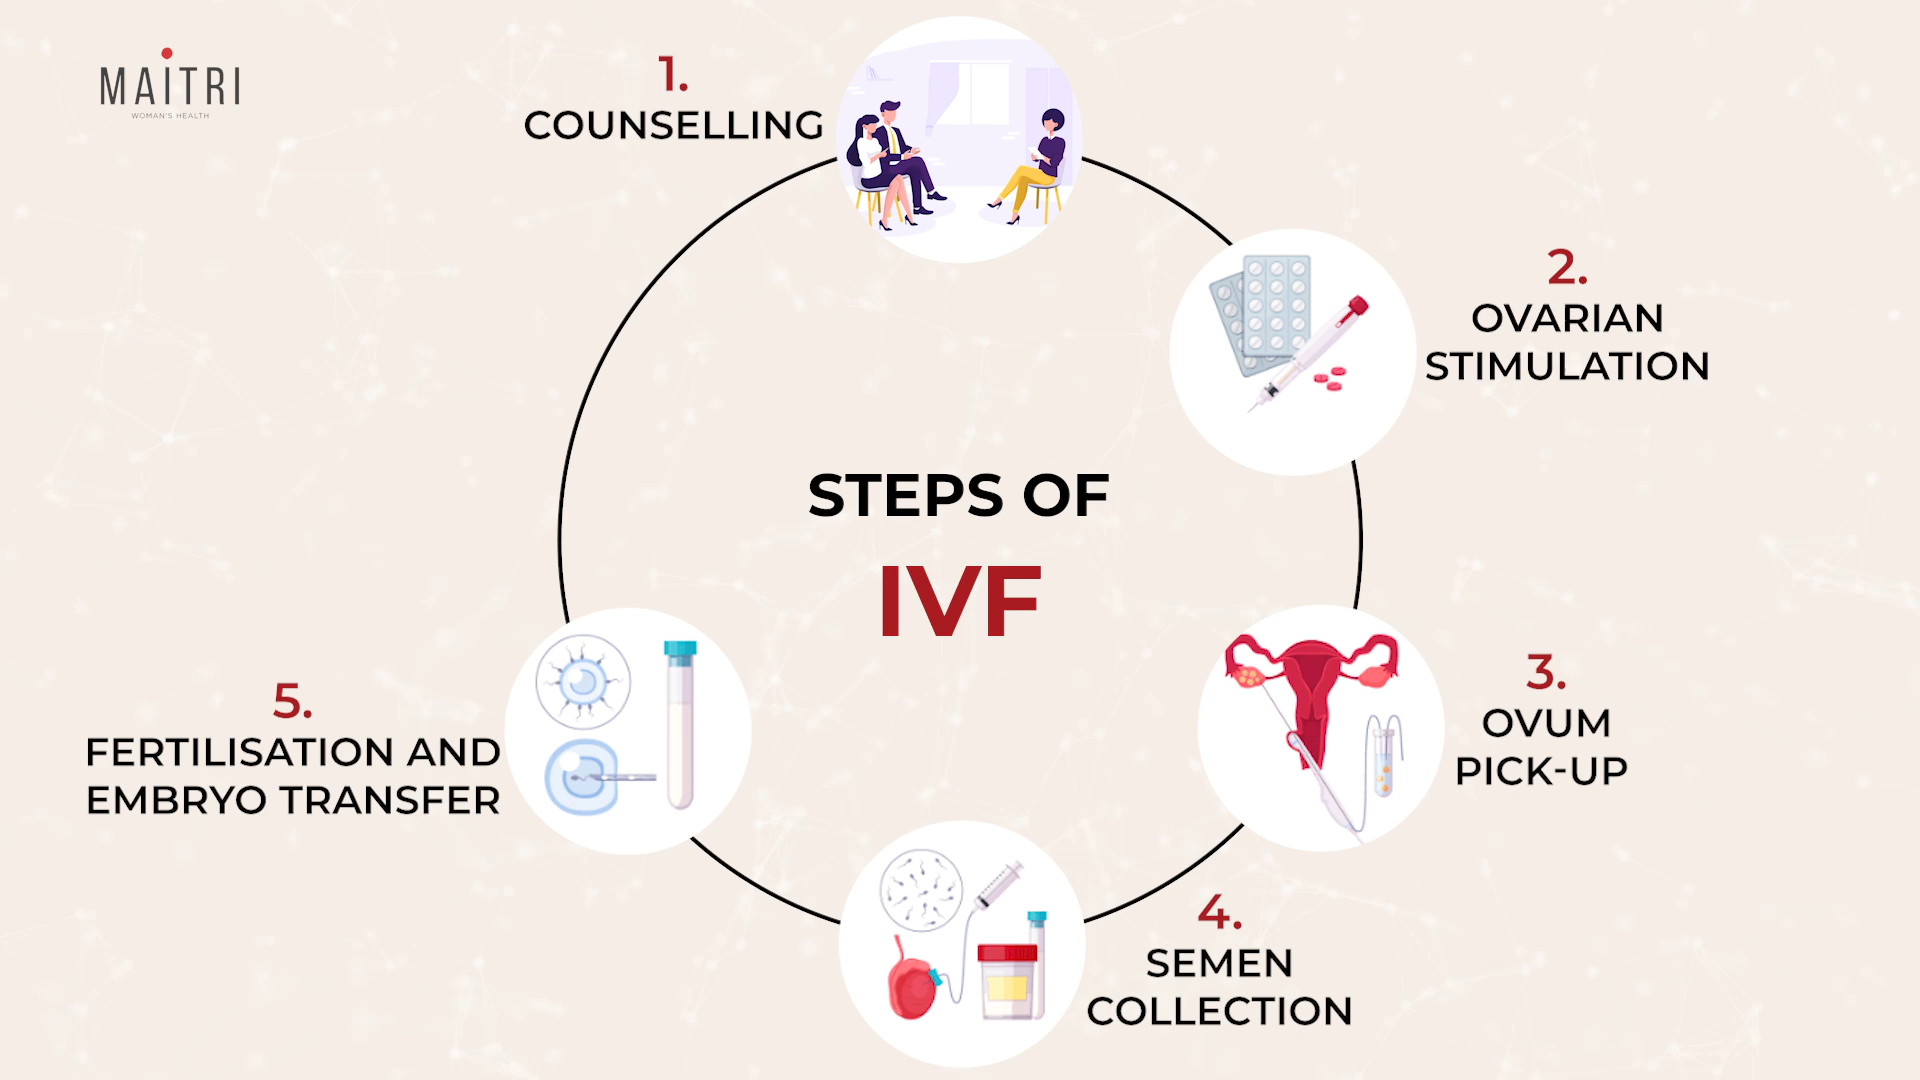 MAITRI
WOMAN'S HEALTH
1.
COUNSELLING
2.
OVARIAN
STIMULATION
STEPS OF
IVF
3.
OVUM
PICK-UP
4.
SEMEN
COLLECTION
5.
FERTILISATION AND
EMBRYO TRANSFER